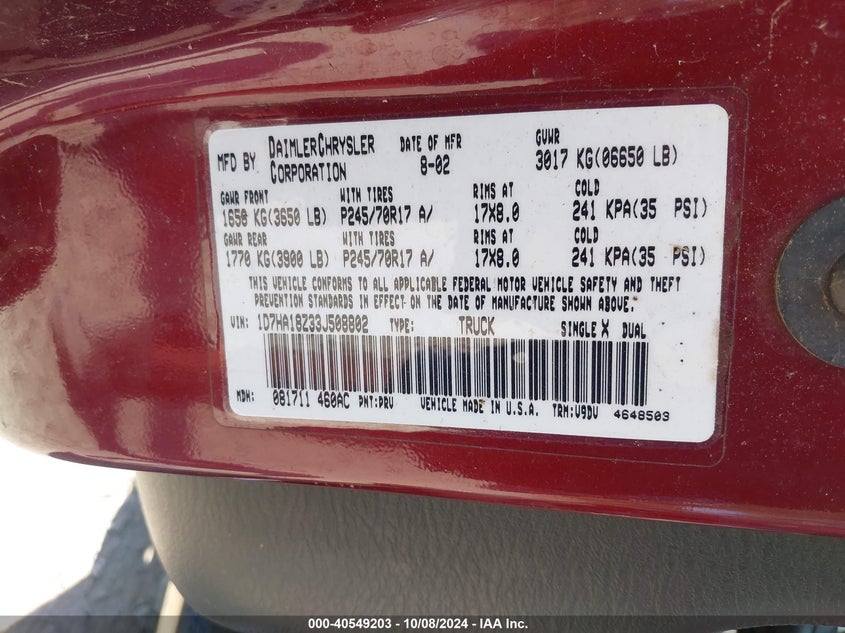 MFD BY DAIMLERCHRYSLER CORPORATION DATE OF MFR 8-02 GVWR 3017 KG(06650 LB)
GAWR FRONT WITH TIRES RIMS AT COLD
1650 KG(3650 LB) P245/70R17 A/ 17X8.0 241 KPA(35 PSI)
GAWR REAR WITH TIRES RIMS AT COLD
1770 KG(3900 LB) P245/70R17 A/ 17X8.0 241 KPA(35 PSI)
THIS VEHICLE CONFORMS TO ALL APPLICABLE FEDERAL MOTOR VEHICLE SAFETY AND THEFT
PREVENTION STANDARDS IN EFFECT ON THE DATE OF MANUFACTURE SHOWN ABOVE.
VIN: 1D7HA18Z33J508802 TYPE: TRUCK SINGLE X DUAL
MDH: 081711 460AC PNT:PRV VEHICLE MADE IN U.S.A. TRM:V9DV 4648503
000-40549203 - 10/08/2024 - IAA Inc.